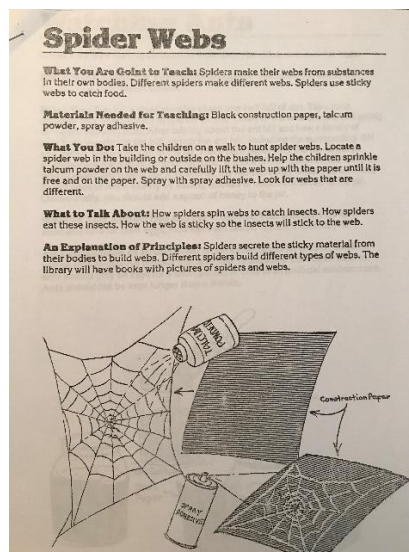 Spider Webs
What You Are Goint to Teach: Spiders make their webs from substances
in their own bodies. Different spiders make different webs. Spiders use sticky
webs to catch food.
Materials Needed for Teaching: Black construction paper, talcum
powder, spray adhesive.
What You Do: Take the children on a walk to hunt spider webs. Locate a
spider web in the building or outside on the bushes. Help the children sprinkle
talcum powder on the web and carefully lift the web up with the paper until it is
free and on the paper. Spray with spray adhesive. Look for webs that are
different.
What to Talk About: How spiders spin webs to catch insects. How spiders
eat these insects. How the web is sticky so the insects will stick to the web.
An Explanation of Principles: Spiders secrete the sticky material from
their bodies to build webs. Different spiders build different types of webs. The
library will have books with pictures of spiders and webs.
TALCUM
POWDER
Construction Paper
SPRAY
ADHESIVE